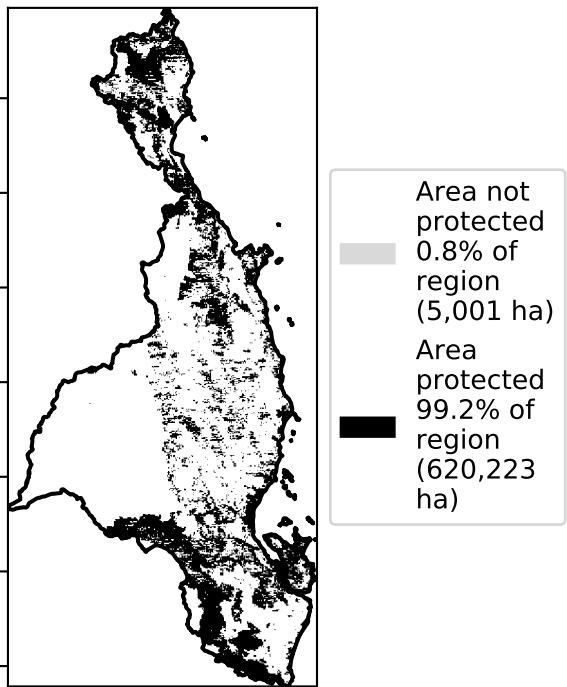 Area not
protected
0.8% of
region
(5,001 ha)
Area
protected
99.2% of
region
(620,223
ha)